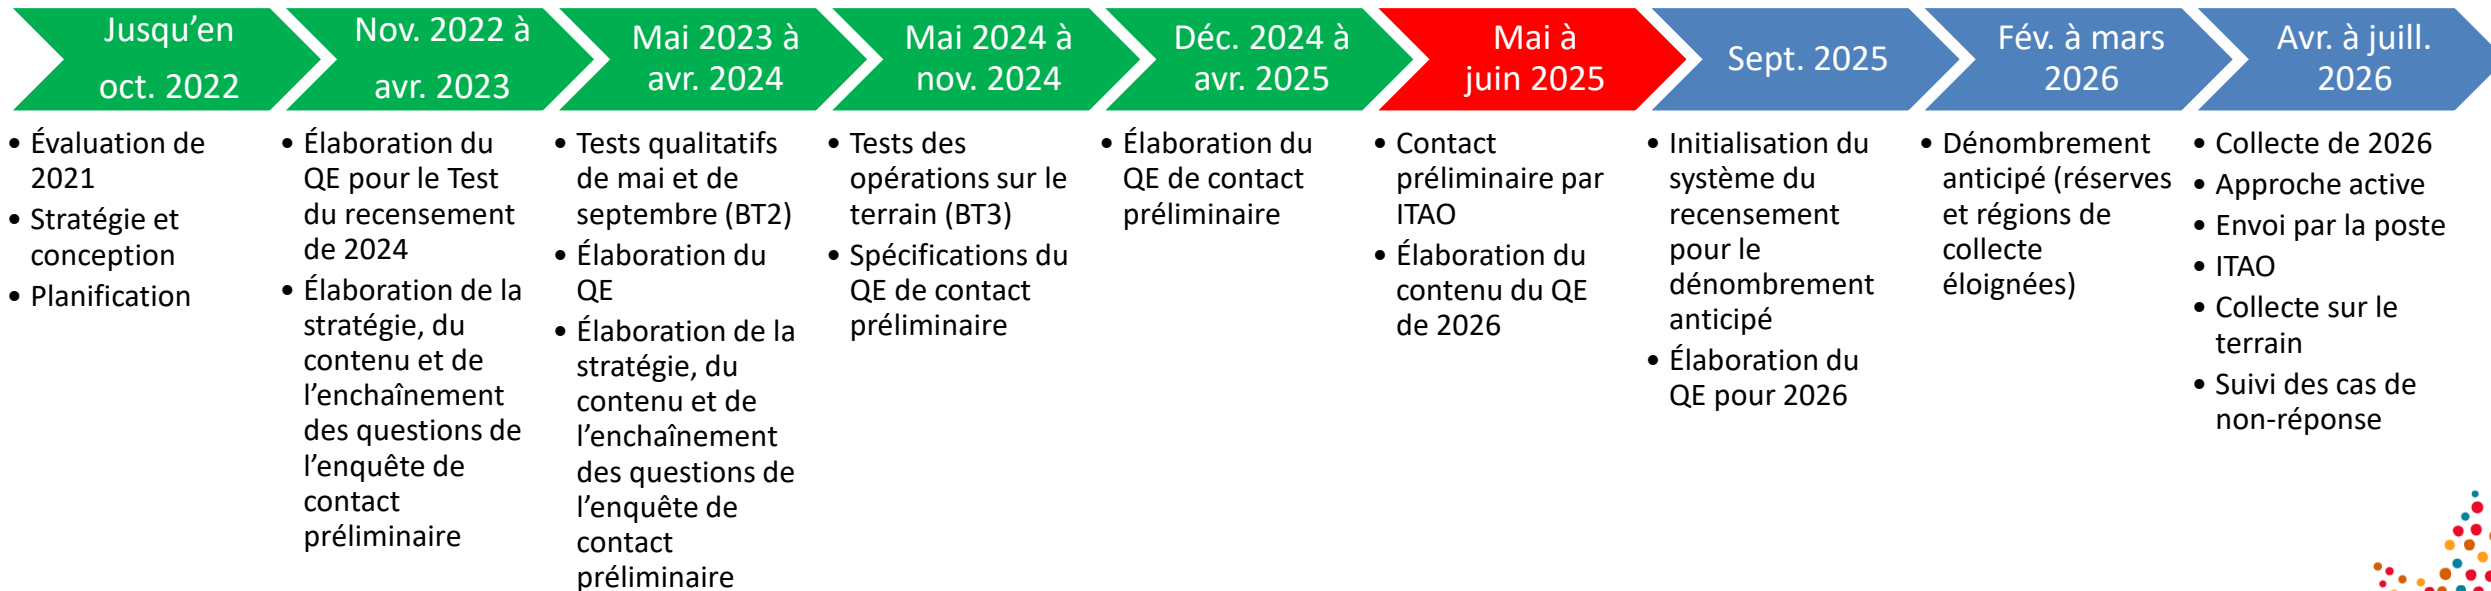 Jusqu’en
oct. 2022
Nov. 2022 à
avr. 2023
Mai 2023 à
avr. 2024
Mai 2024 à
nov. 2024
Déc. 2024 à
avr. 2025
Mai à
juin 2025
Sept. 2025
Fév. à mars
2026
Avr. à juill.
2026
• Évaluation de
2021
• Stratégie et
conception
• Planification
• Élaboration du
QE pour le Test
du recensement
de 2024
• Élaboration de la
stratégie, du
contenu et de
l’enchaînement
des questions de
l’enquête de
contact
préliminaire
• Tests qualitatifs
de mai et de
septembre (BT2)
• Élaboration du
QE
• Élaboration de la
stratégie, du
contenu et de
l’enchaînement
des questions de
l’enquête de
contact
préliminaire
• Tests des
opérations sur le
terrain (BT3)
• Spécifications du
QE de contact
préliminaire
• Élaboration du
QE de contact
préliminaire
• Contact
préliminaire par
ITAO
• Élaboration du
contenu du QE
de 2026
• Initialisation du
système du
recensement
pour le
dénombrement
anticipé
• Élaboration du
QE pour 2026
• Dénombrement
anticipé (réserves
et régions de
collecte
éloignées)
• Collecte de 2026
• Approche active
• Envoi par la poste
• ITAO
• Collecte sur le
terrain
• Suivi des cas de
non-réponse